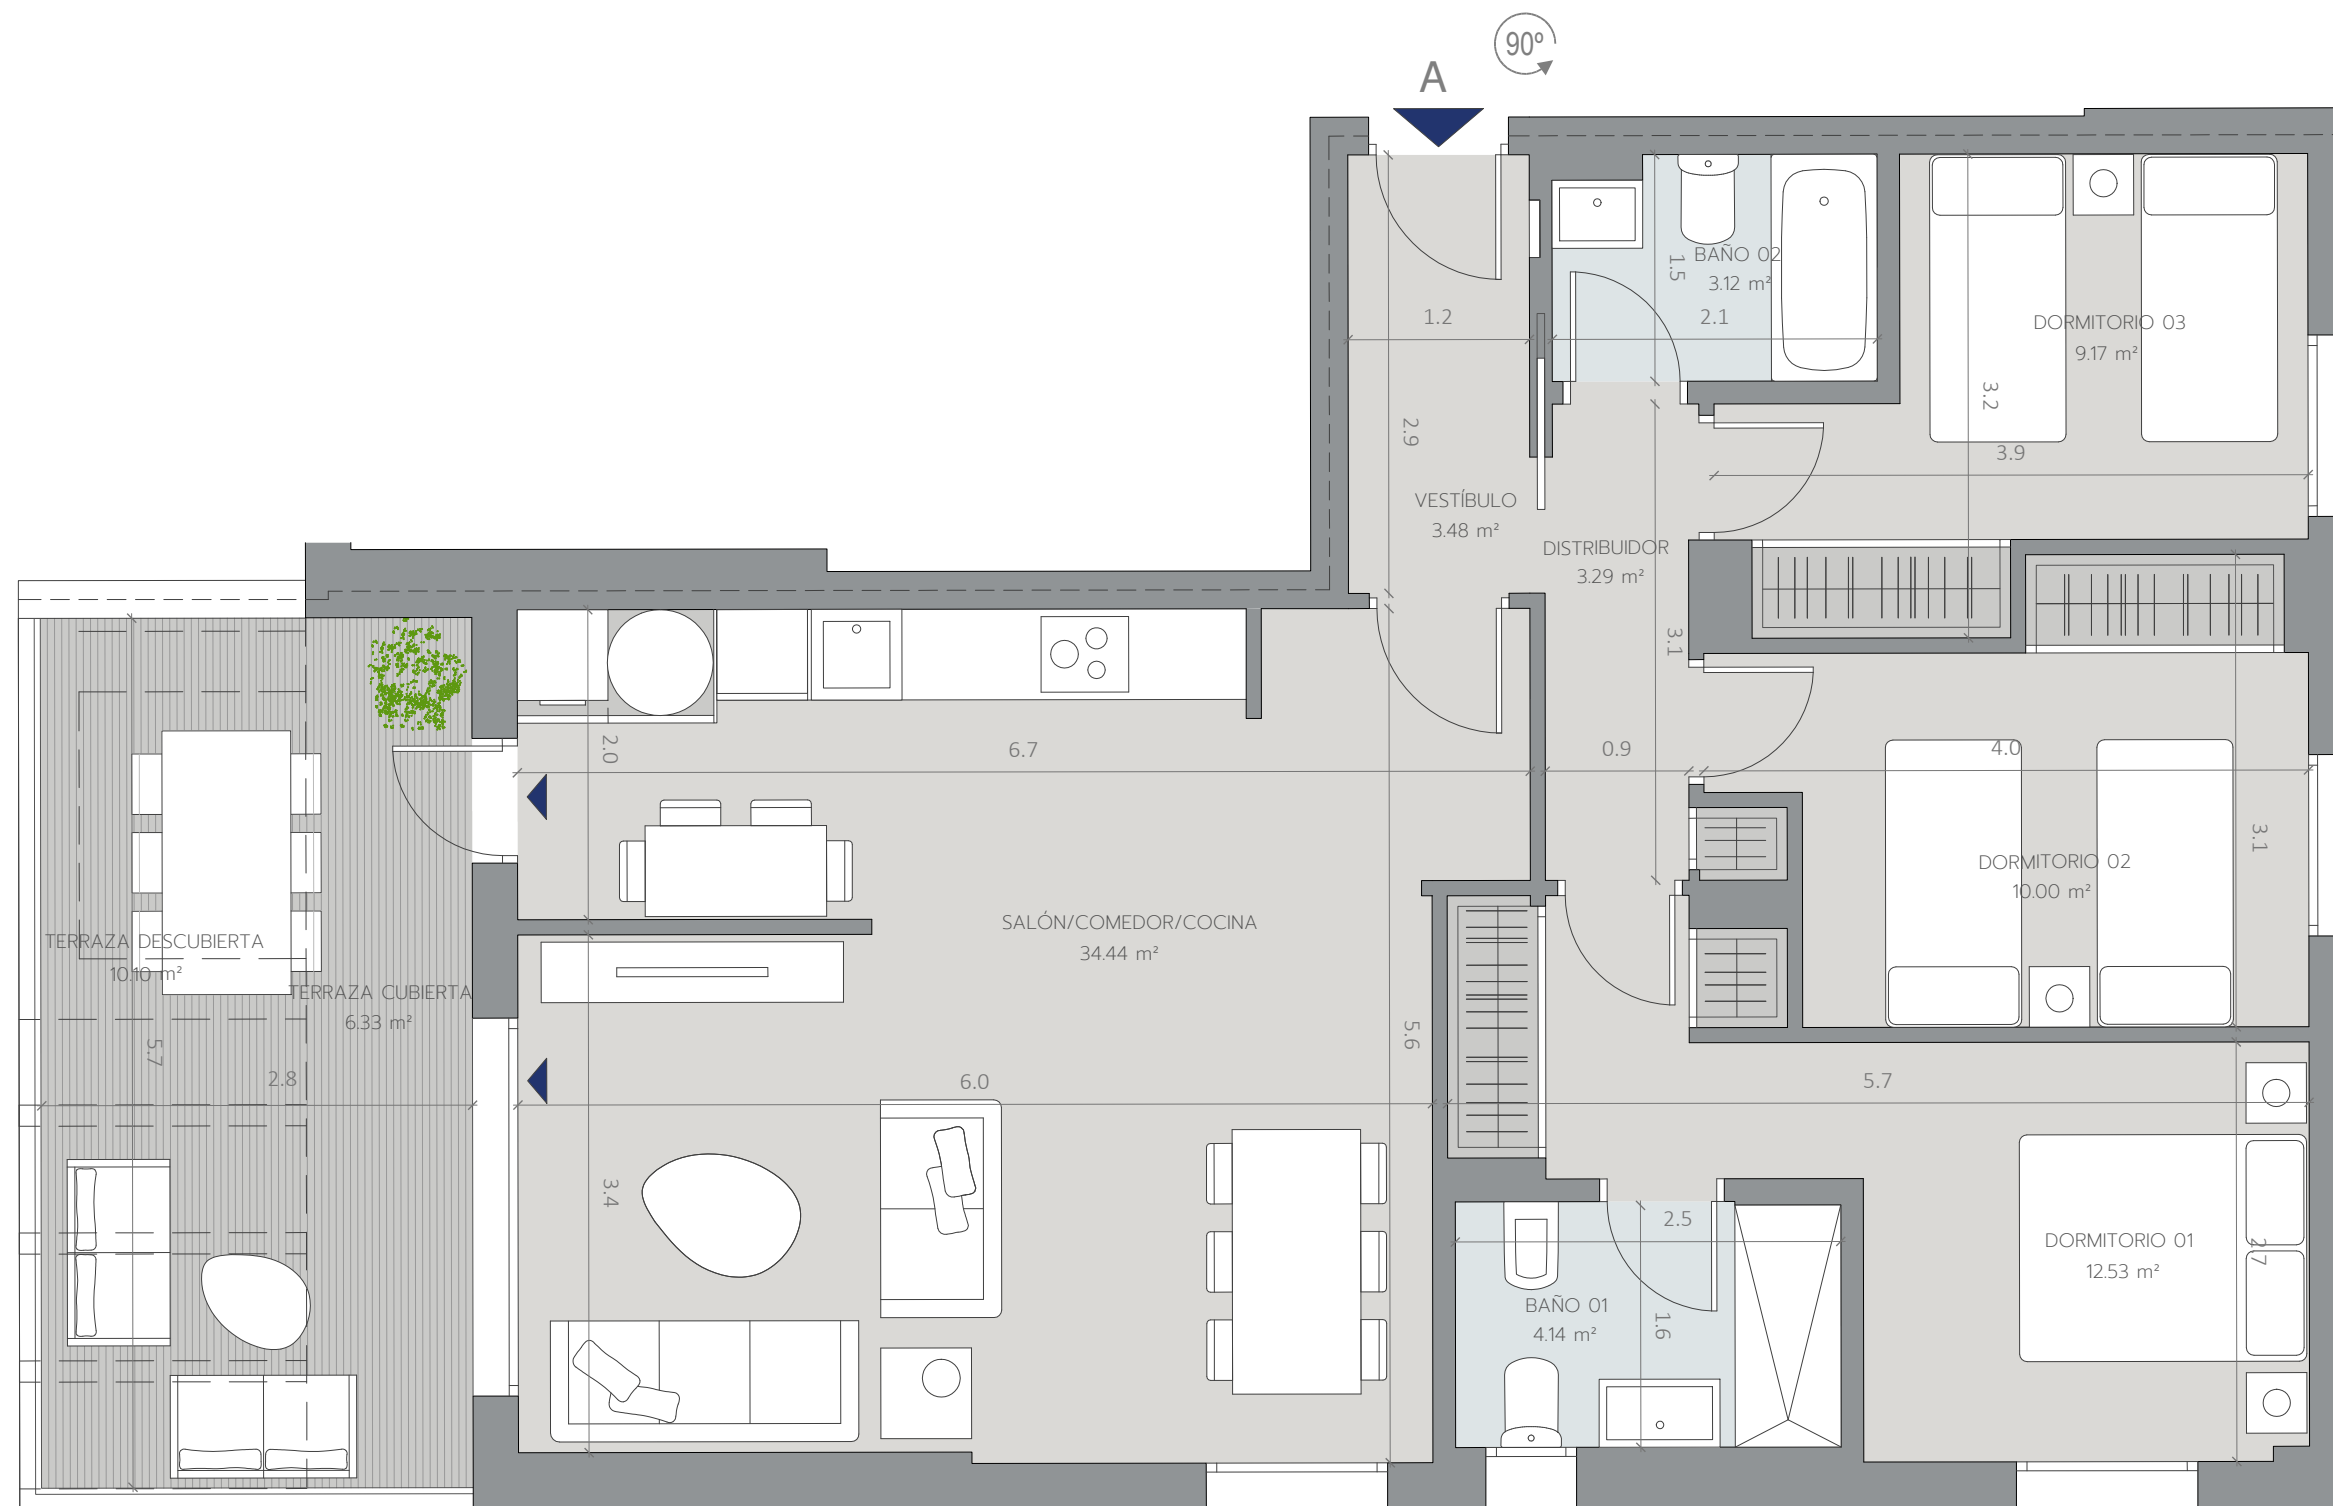 90º
A
BAÑO 02
3.12 m²
1.5
2.1
1.2
DORMITORIO 03
9.17 m²
3.2
3.9
2.9
VESTÍBULO
3.48 m²
DISTRIBUIDOR
3.29 m²
3.1
2.0
6.7
0.9
4.0
3.1
DORMITORIO 02
10.00 m²
SALÓN/COMEDOR/COCINA
34.44 m²
TERRAZA DESCUBIERTA
10.10 m²
TERRAZA CUBIERTA
6.33 m²
5.7
2.8
5.6
6.0
5.7
3.4
2.5
DORMITORIO 01
12.53 m²
2.7
BAÑO 01
4.14 m²
1.6